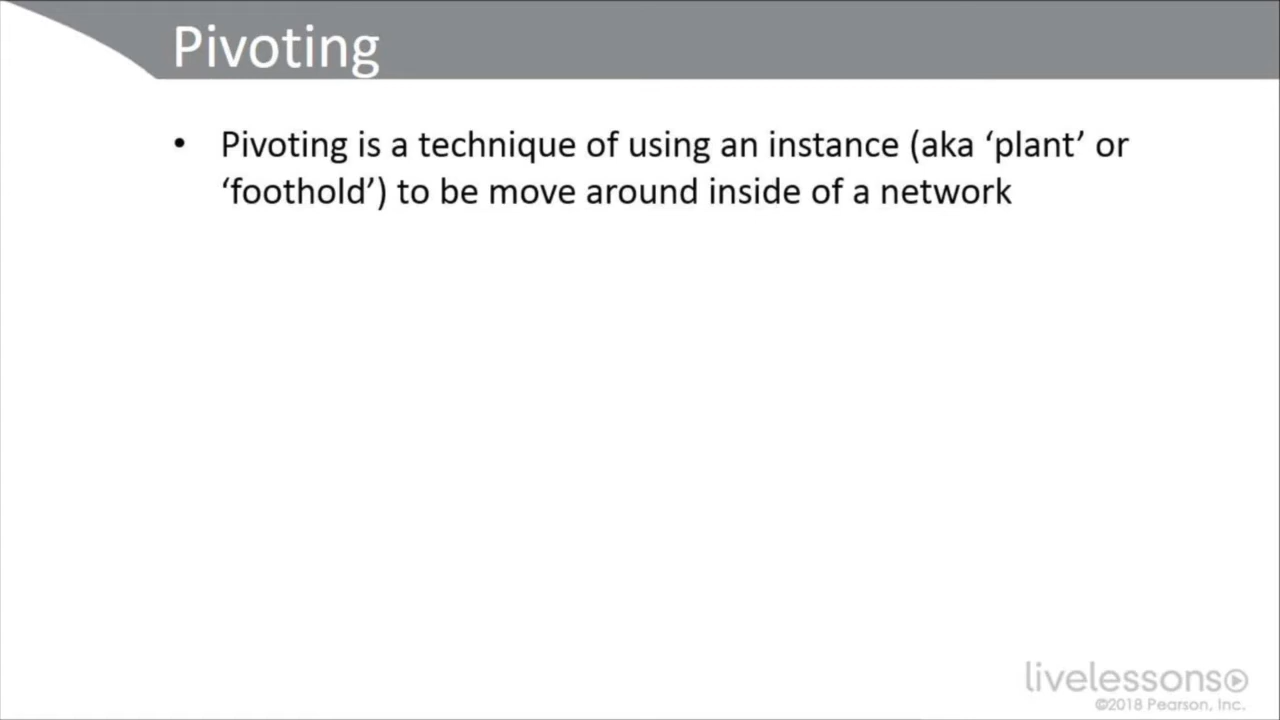 Pivoting
• Pivoting is a technique of using an instance (aka ‘plant’ or
‘foothold’) to be move around inside of a network
livelessons
©2018 Pearson, Inc.